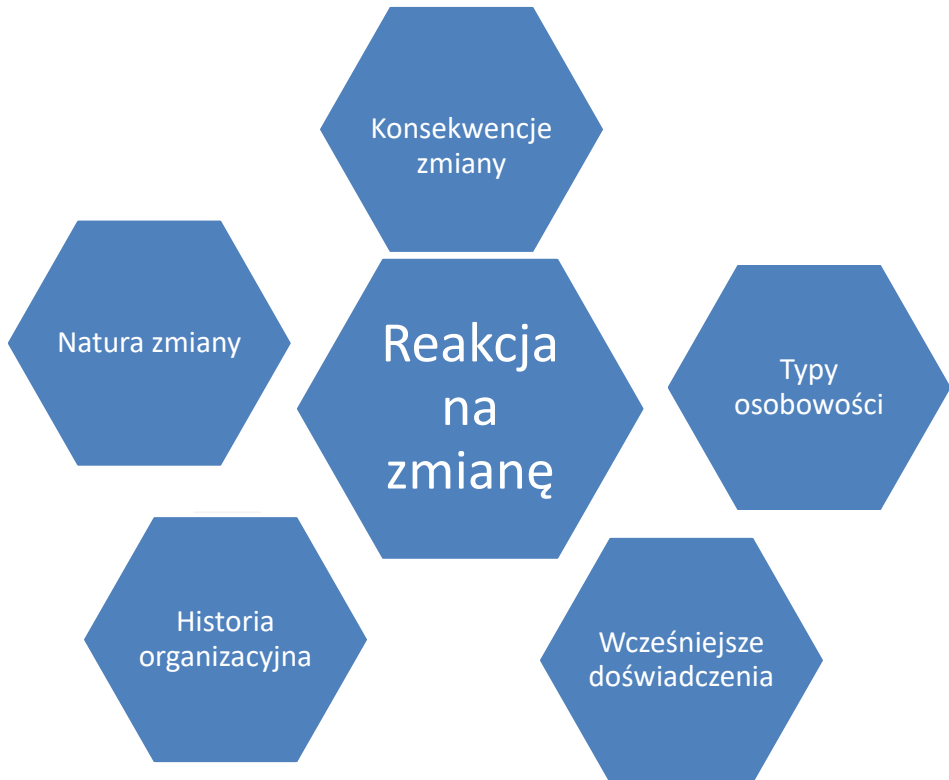 Konsekwencje
zmiany
Natura zmiany
Reakcja
na
zmianę
Typy
osobowości
Historia
organizacyjna
Wcześniejsze
doświadczenia